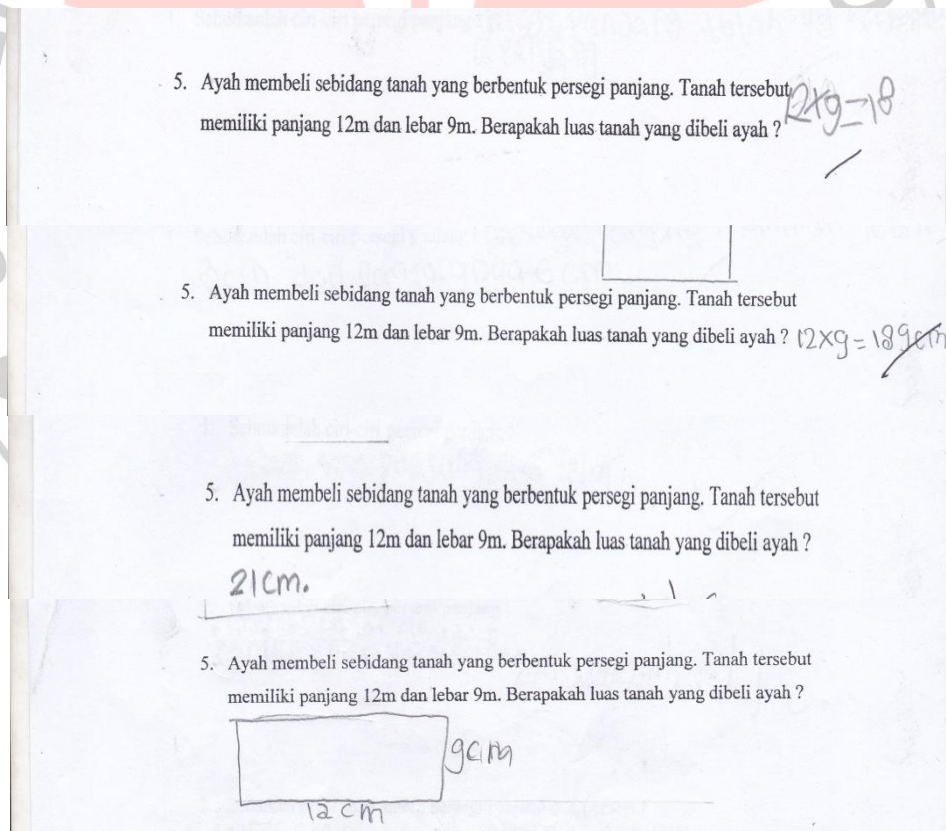 5. Ayah membeli sebidang tanah yang berbentuk persegi panjang. Tanah tersebut
memiliki panjang 12m dan lebar 9m. Berapakah luas tanah yang dibeli ayah ?
12x9=18
5. Ayah membeli sebidang tanah yang berbentuk persegi panjang. Tanah tersebut
memiliki panjang 12m dan lebar 9m. Berapakah luas tanah yang dibeli ayah ? 12x9=189cm
5. Ayah membeli sebidang tanah yang berbentuk persegi panjang. Tanah tersebut
memiliki panjang 12m dan lebar 9m. Berapakah luas tanah yang dibeli ayah ?
21cm.
5. Ayah membeli sebidang tanah yang berbentuk persegi panjang. Tanah tersebut
memiliki panjang 12m dan lebar 9m. Berapakah luas tanah yang dibeli ayah ?
9cm
12cm